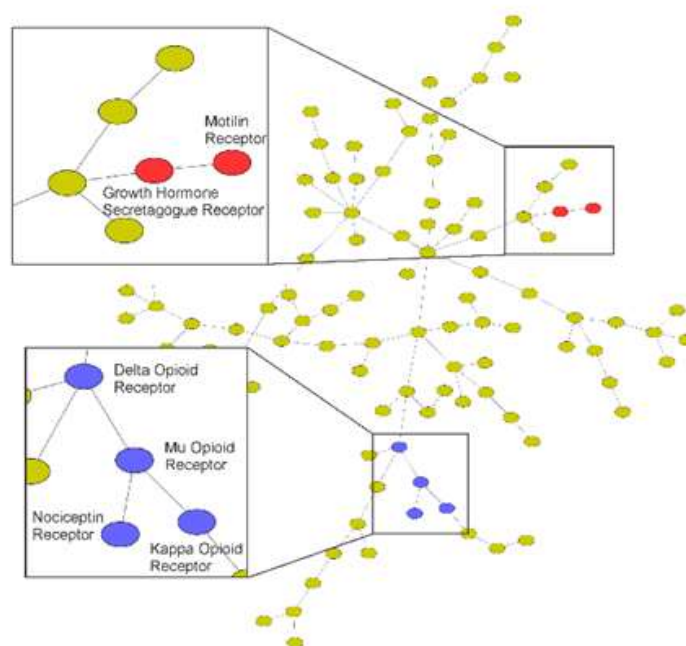 Motilin
Receptor
Growth Hormone
Secretagogue Receptor
Delta Opioid
Receptor
Mu Opioid
Receptor
Nociceptin
Receptor
Kappa Opioid
Receptor